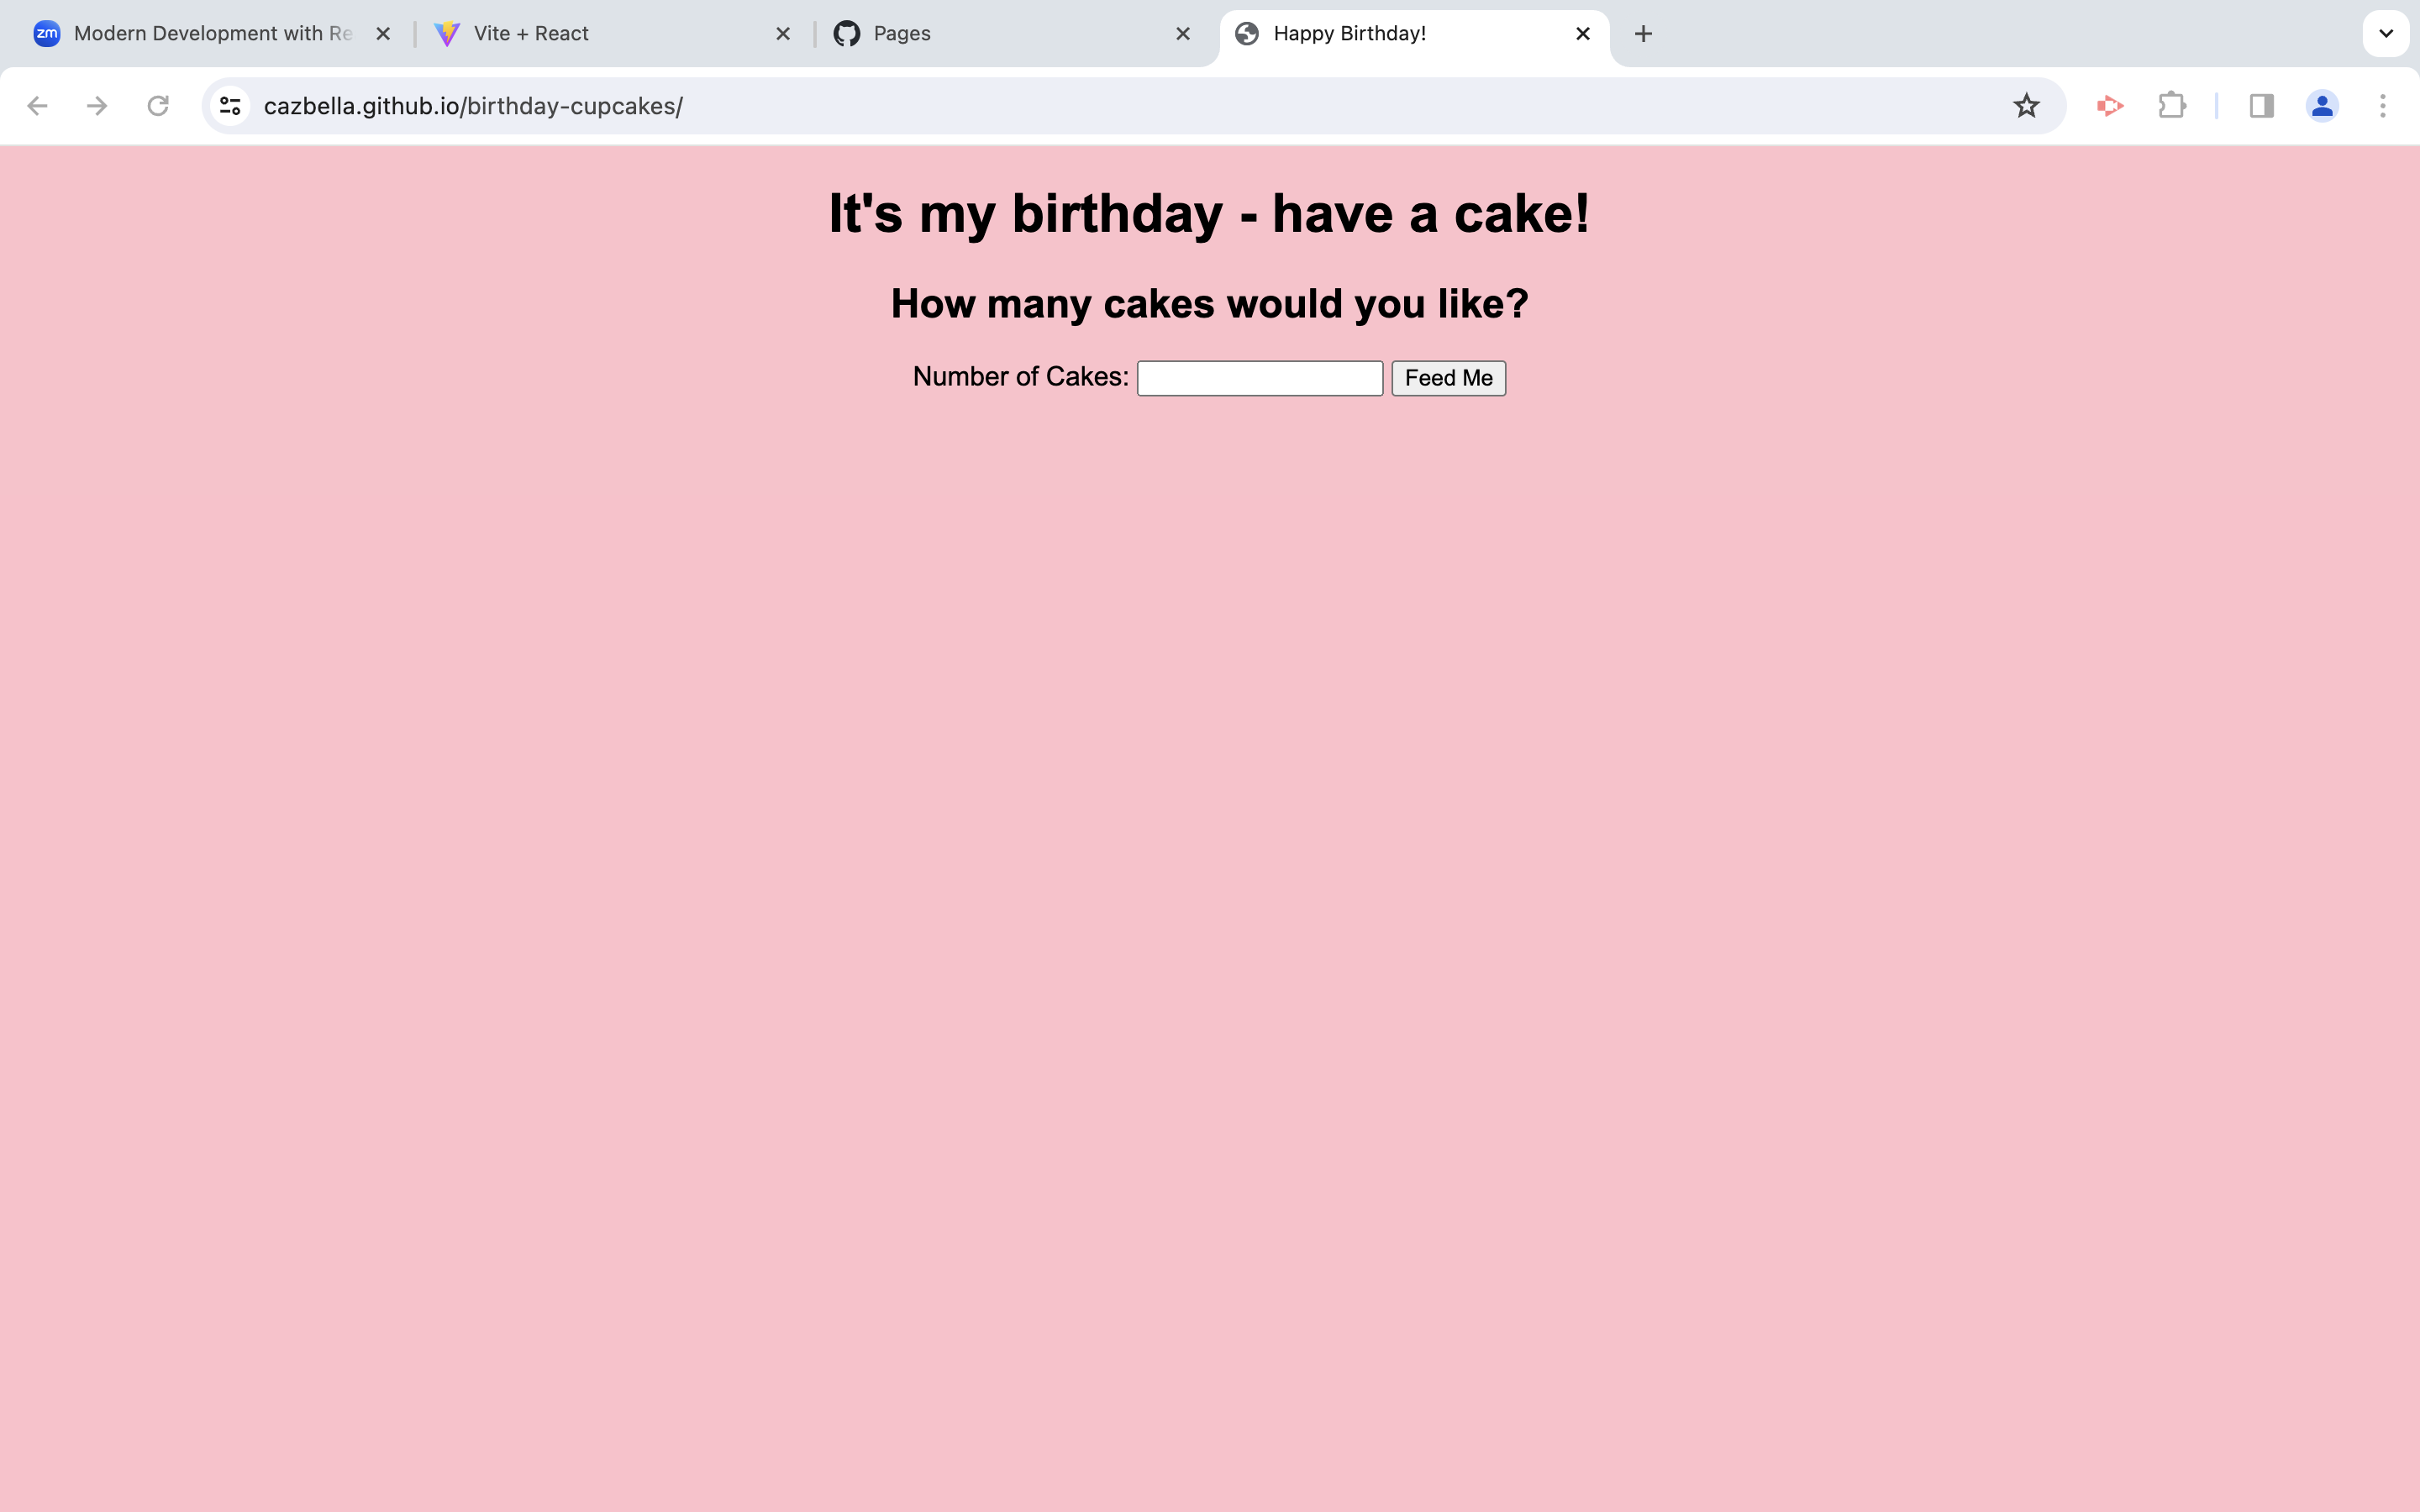 zm Modern Development with Re Vite + React Pages Happy Birthday!
cazbella.github.io/birthday-cupcakes/
It's my birthday - have a cake!
How many cakes would you like?
Number of Cakes: Feed Me